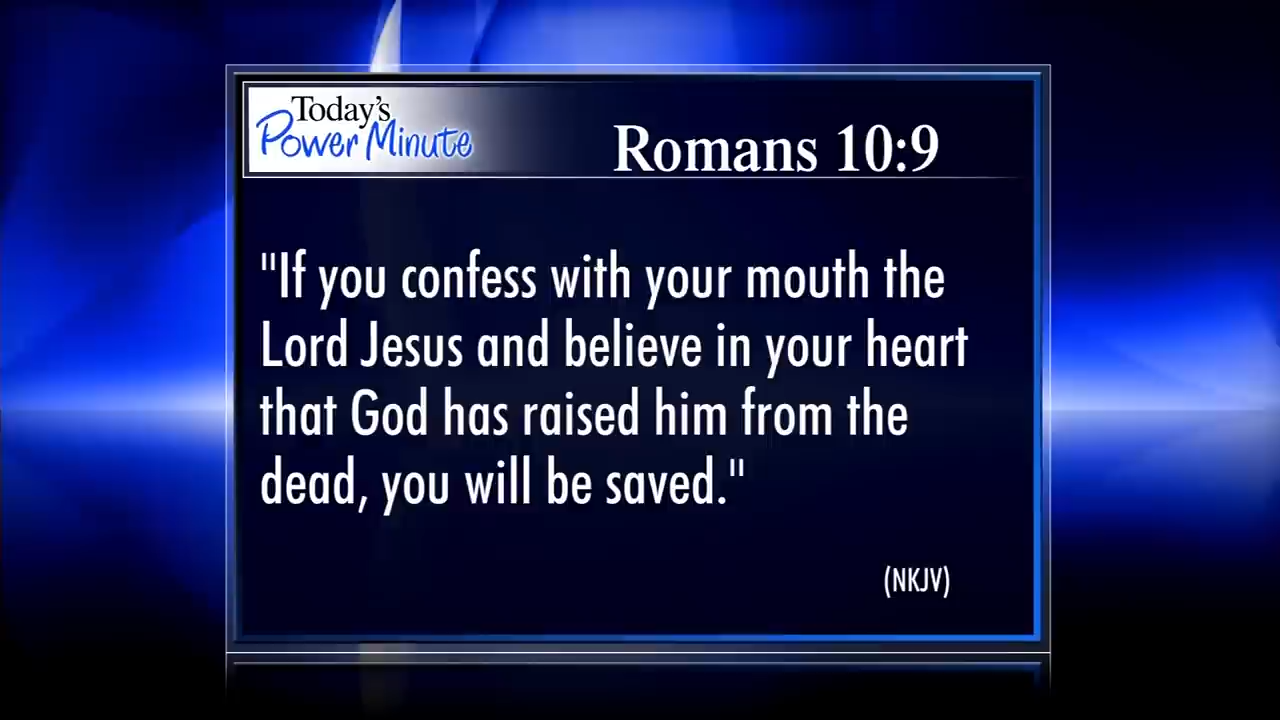 Today's
Power Minute
Romans 10:9
"If you confess with your mouth the
Lord Jesus and believe in your heart
that God has raised him from the
dead, you will be saved."
(NKJV)